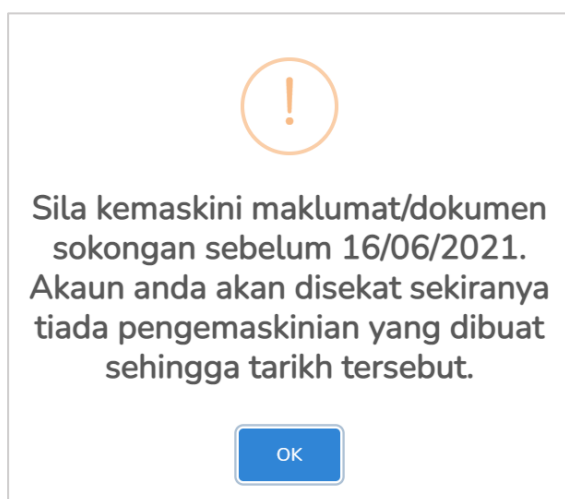 !
Sila kemaskini maklumat/dokumen
sokongan sebelum 16/06/2021.
Akaun anda akan disekat sekiranya
tiada pengemaskinian yang dibuat
sehingga tarikh tersebut.
OK